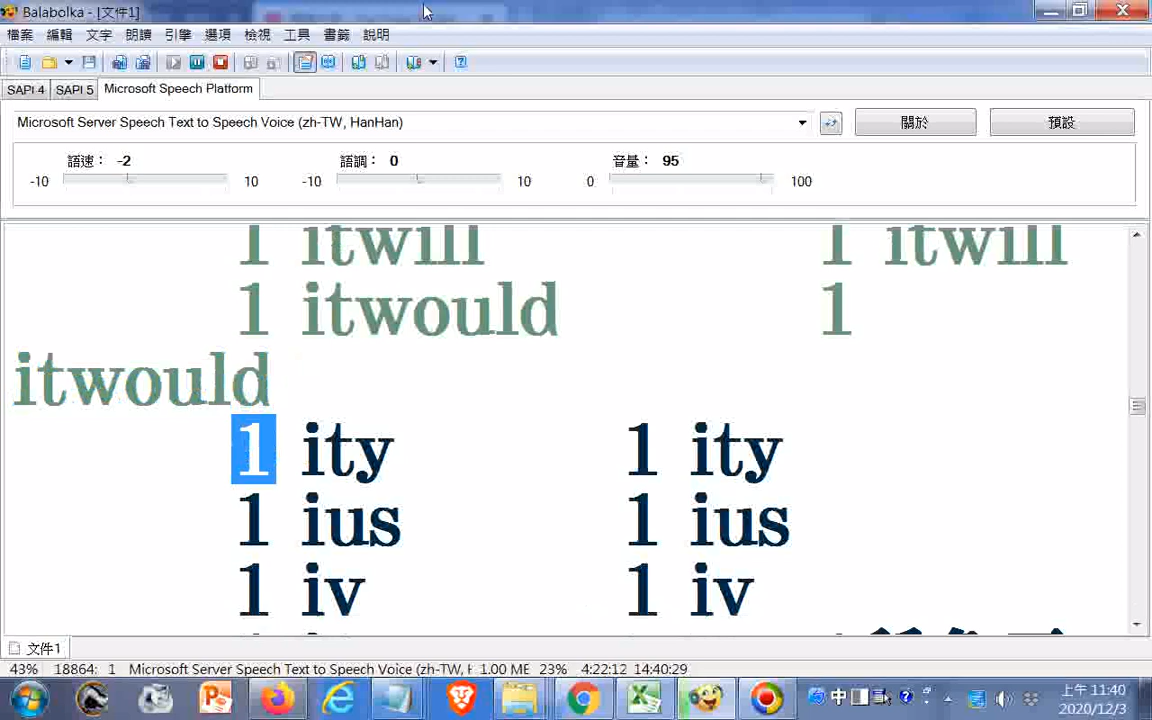 Balabolka - [文件1]
檔案 編輯 文字 朗讀 引擎 選項 檢視 工具 書籤 說明
SAPI 4 SAPI 5 Microsoft Speech Platform
Microsoft Server Speech Text to Speech Voice (zh-TW, HanHan) 關於 預設
語速： -2 語調： 0 音量： 95
-10 10 -10 10 0 100
1 itwill 1 itwill
1 itwould 1
itwould
1 ity 1 ity
1 ius 1 ius
1 iv 1 iv
文件1
43% 18864: 1 Microsoft Server Speech Text to Speech Voice (zh-TW, H 1.00 ME 23% 4:22:12 14:40:29
中 上午 11:40
2020/12/3